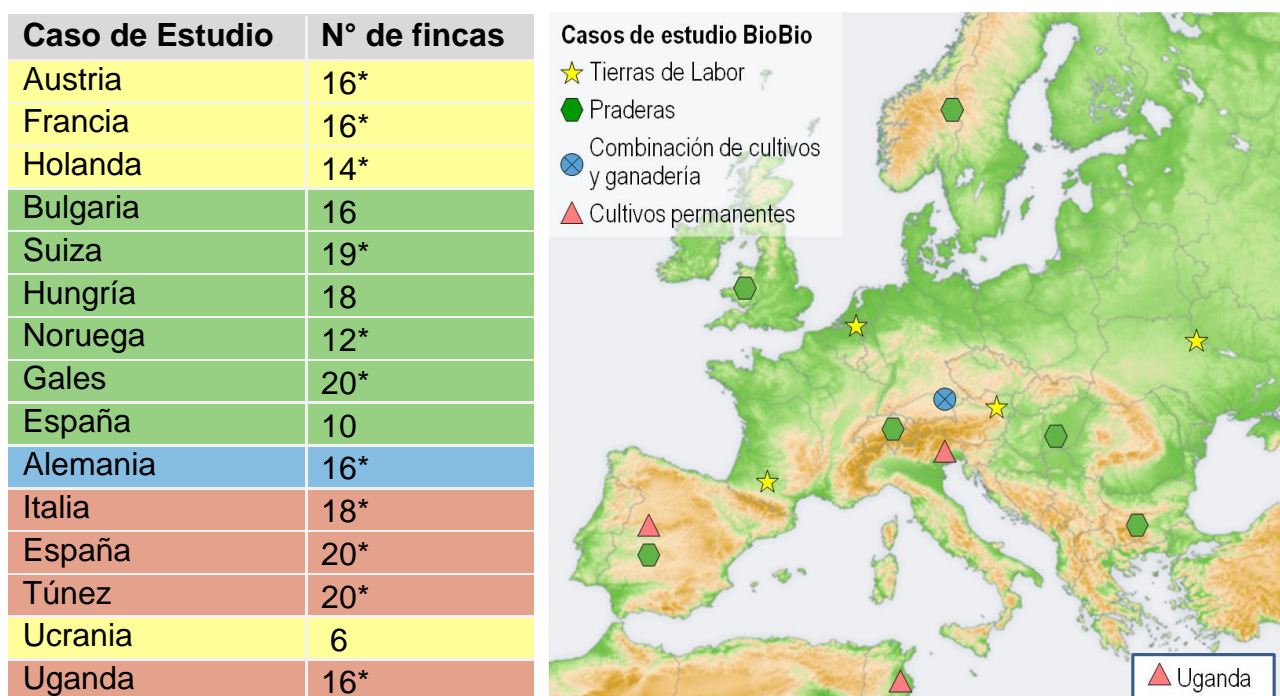 Caso de Estudio N° de fincas
Austria 16*
Francia 16*
Holanda 14*
Bulgaria 16
Suiza 19*
Hungría 18
Noruega 12*
Gales 20*
España 10
Alemania 16*
Italia 18*
España 20*
Túnez 20*
Ucrania 6
Uganda 16*
Casos de estudio BioBio
Tierras de Labor
Praderas
Combinación de cultivos
y ganadería
Cultivos permanentes
Uganda